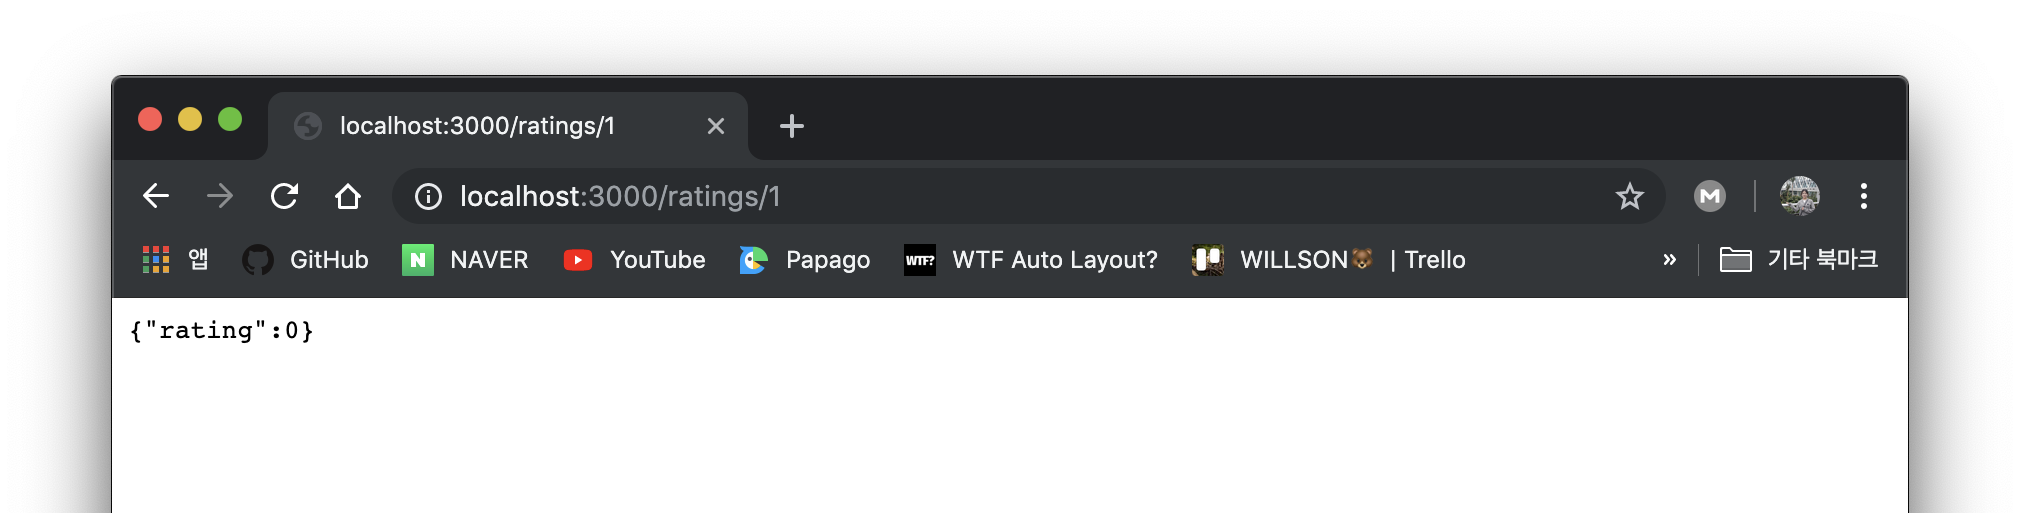 localhost:3000/ratings/1
localhost:3000/ratings/1
앱 GitHub N NAVER YouTube Papago WTF? WTF Auto Layout? WILLSON🐻 | Trello » 기타 북마크
{"rating":0}